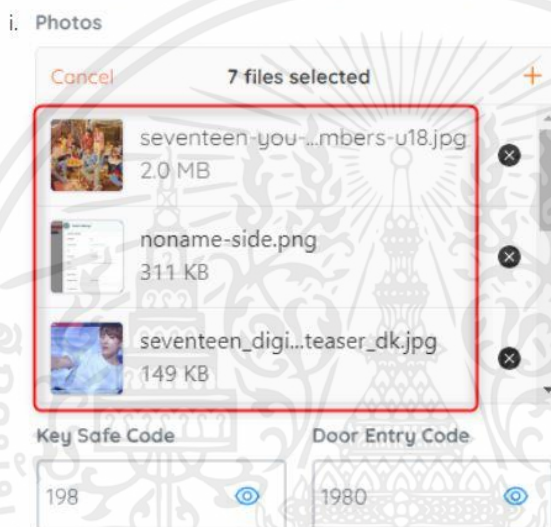 i. Photos
Cancel 7 files selected +
seventeen-you-...mbers-u18.jpg
2.0 MB
noname-side.png
311 KB
seventeen_digi...teaser_dk.jpg
149 KB
Key Safe Code Door Entry Code
198 1980